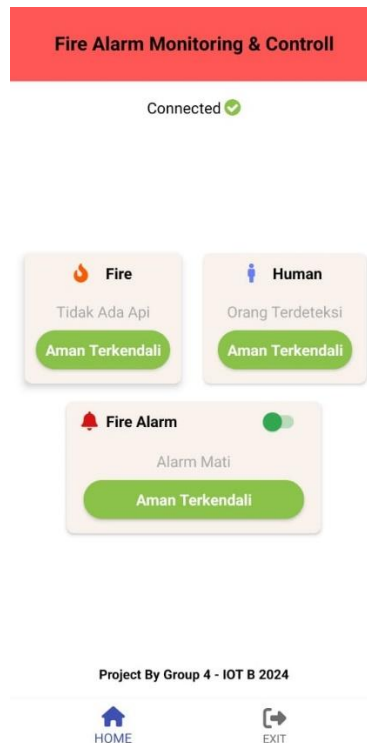 Fire Alarm Monitoring & Controll
Connected
Fire
Human
Tidak Ada Api
Orang Terdeteksi
Aman Terkendali
Aman Terkendali
Fire Alarm
Alarm Mati
Aman Terkendali
Project By Group 4 - IOT B 2024
HOME
EXIT